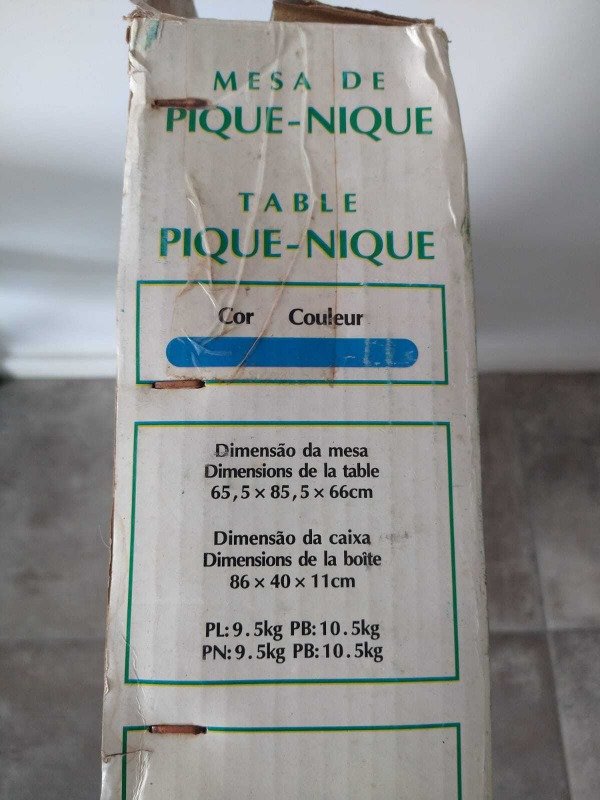 MESA DE
PIQUE-NIQUE
TABLE
PIQUE-NIQUE
Cor Couleur
Dimensão da mesa
Dimensions de la table
65,5 × 85,5 × 66cm
Dimensão da caixa
Dimensions de la boîte
86 × 40 × 11cm
PL: 9.5kg PB: 10.5kg
PN: 9.5kg PB: 10.5kg